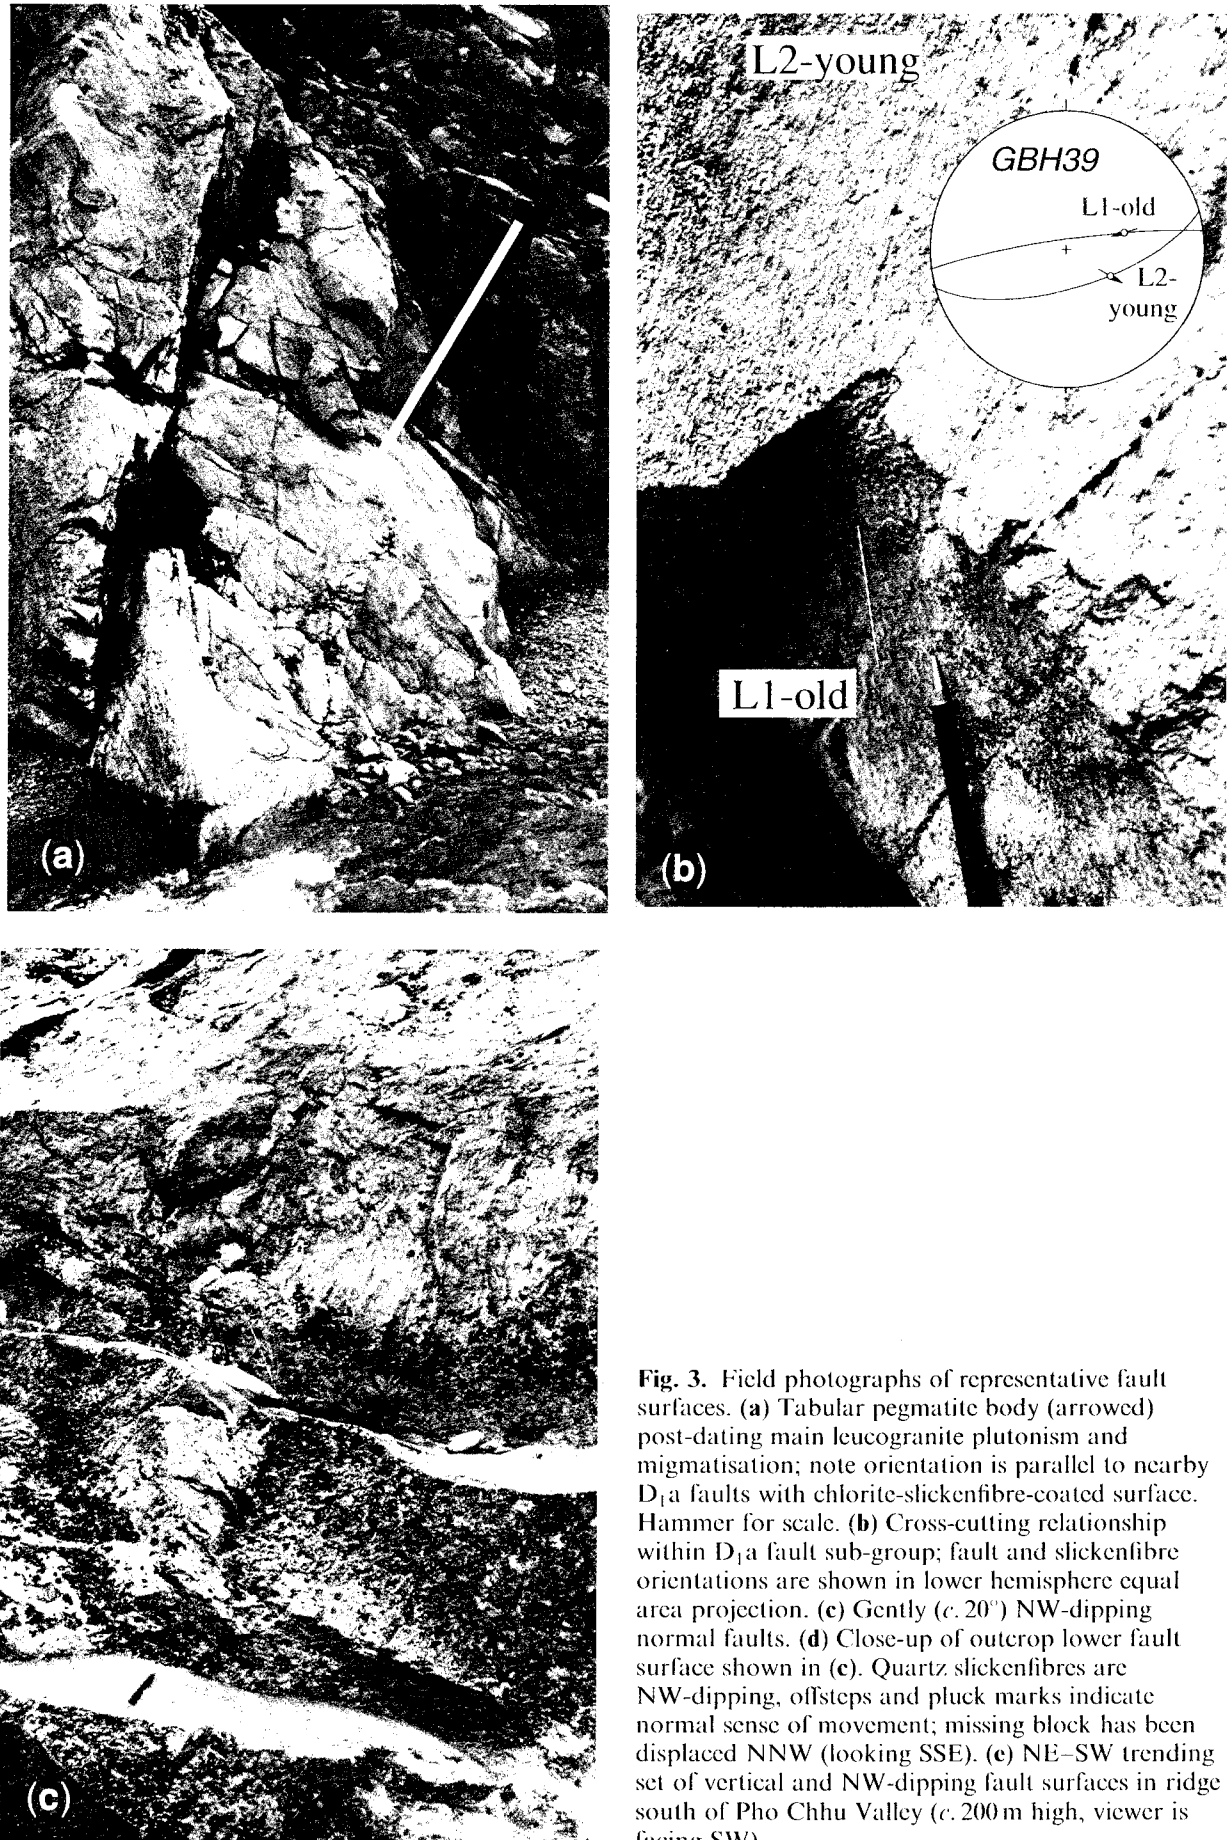 (a)
L2-young
GBH39
L1-old
L2-
young
L1-old
(b)
(c)
Fig. 3. Field photographs of representative fault
surfaces. (a) Tabular pegmatite body (arrowed)
post-dating main leucogranite plutonism and
migmatisation; note orientation is parallel to nearby
D₁a faults with chlorite-slickenfibre-coated surface.
Hammer for scale. (b) Cross-cutting relationship
within D₁a fault sub-group; fault and slickenfibre
orientations are shown in lower hemisphere equal
area projection. (c) Gently (c. 20°) NW-dipping
normal faults. (d) Close-up of outcrop lower fault
surface shown in (c). Quartz slickenfibres are
NW-dipping, offsteps and pluck marks indicate
normal sense of movement; missing block has been
displaced NNW (looking SSE). (e) NE–SW trending
set of vertical and NW-dipping fault surfaces in ridge
south of Pho Chhu Valley (c. 200 m high, viewer is
facing SW)